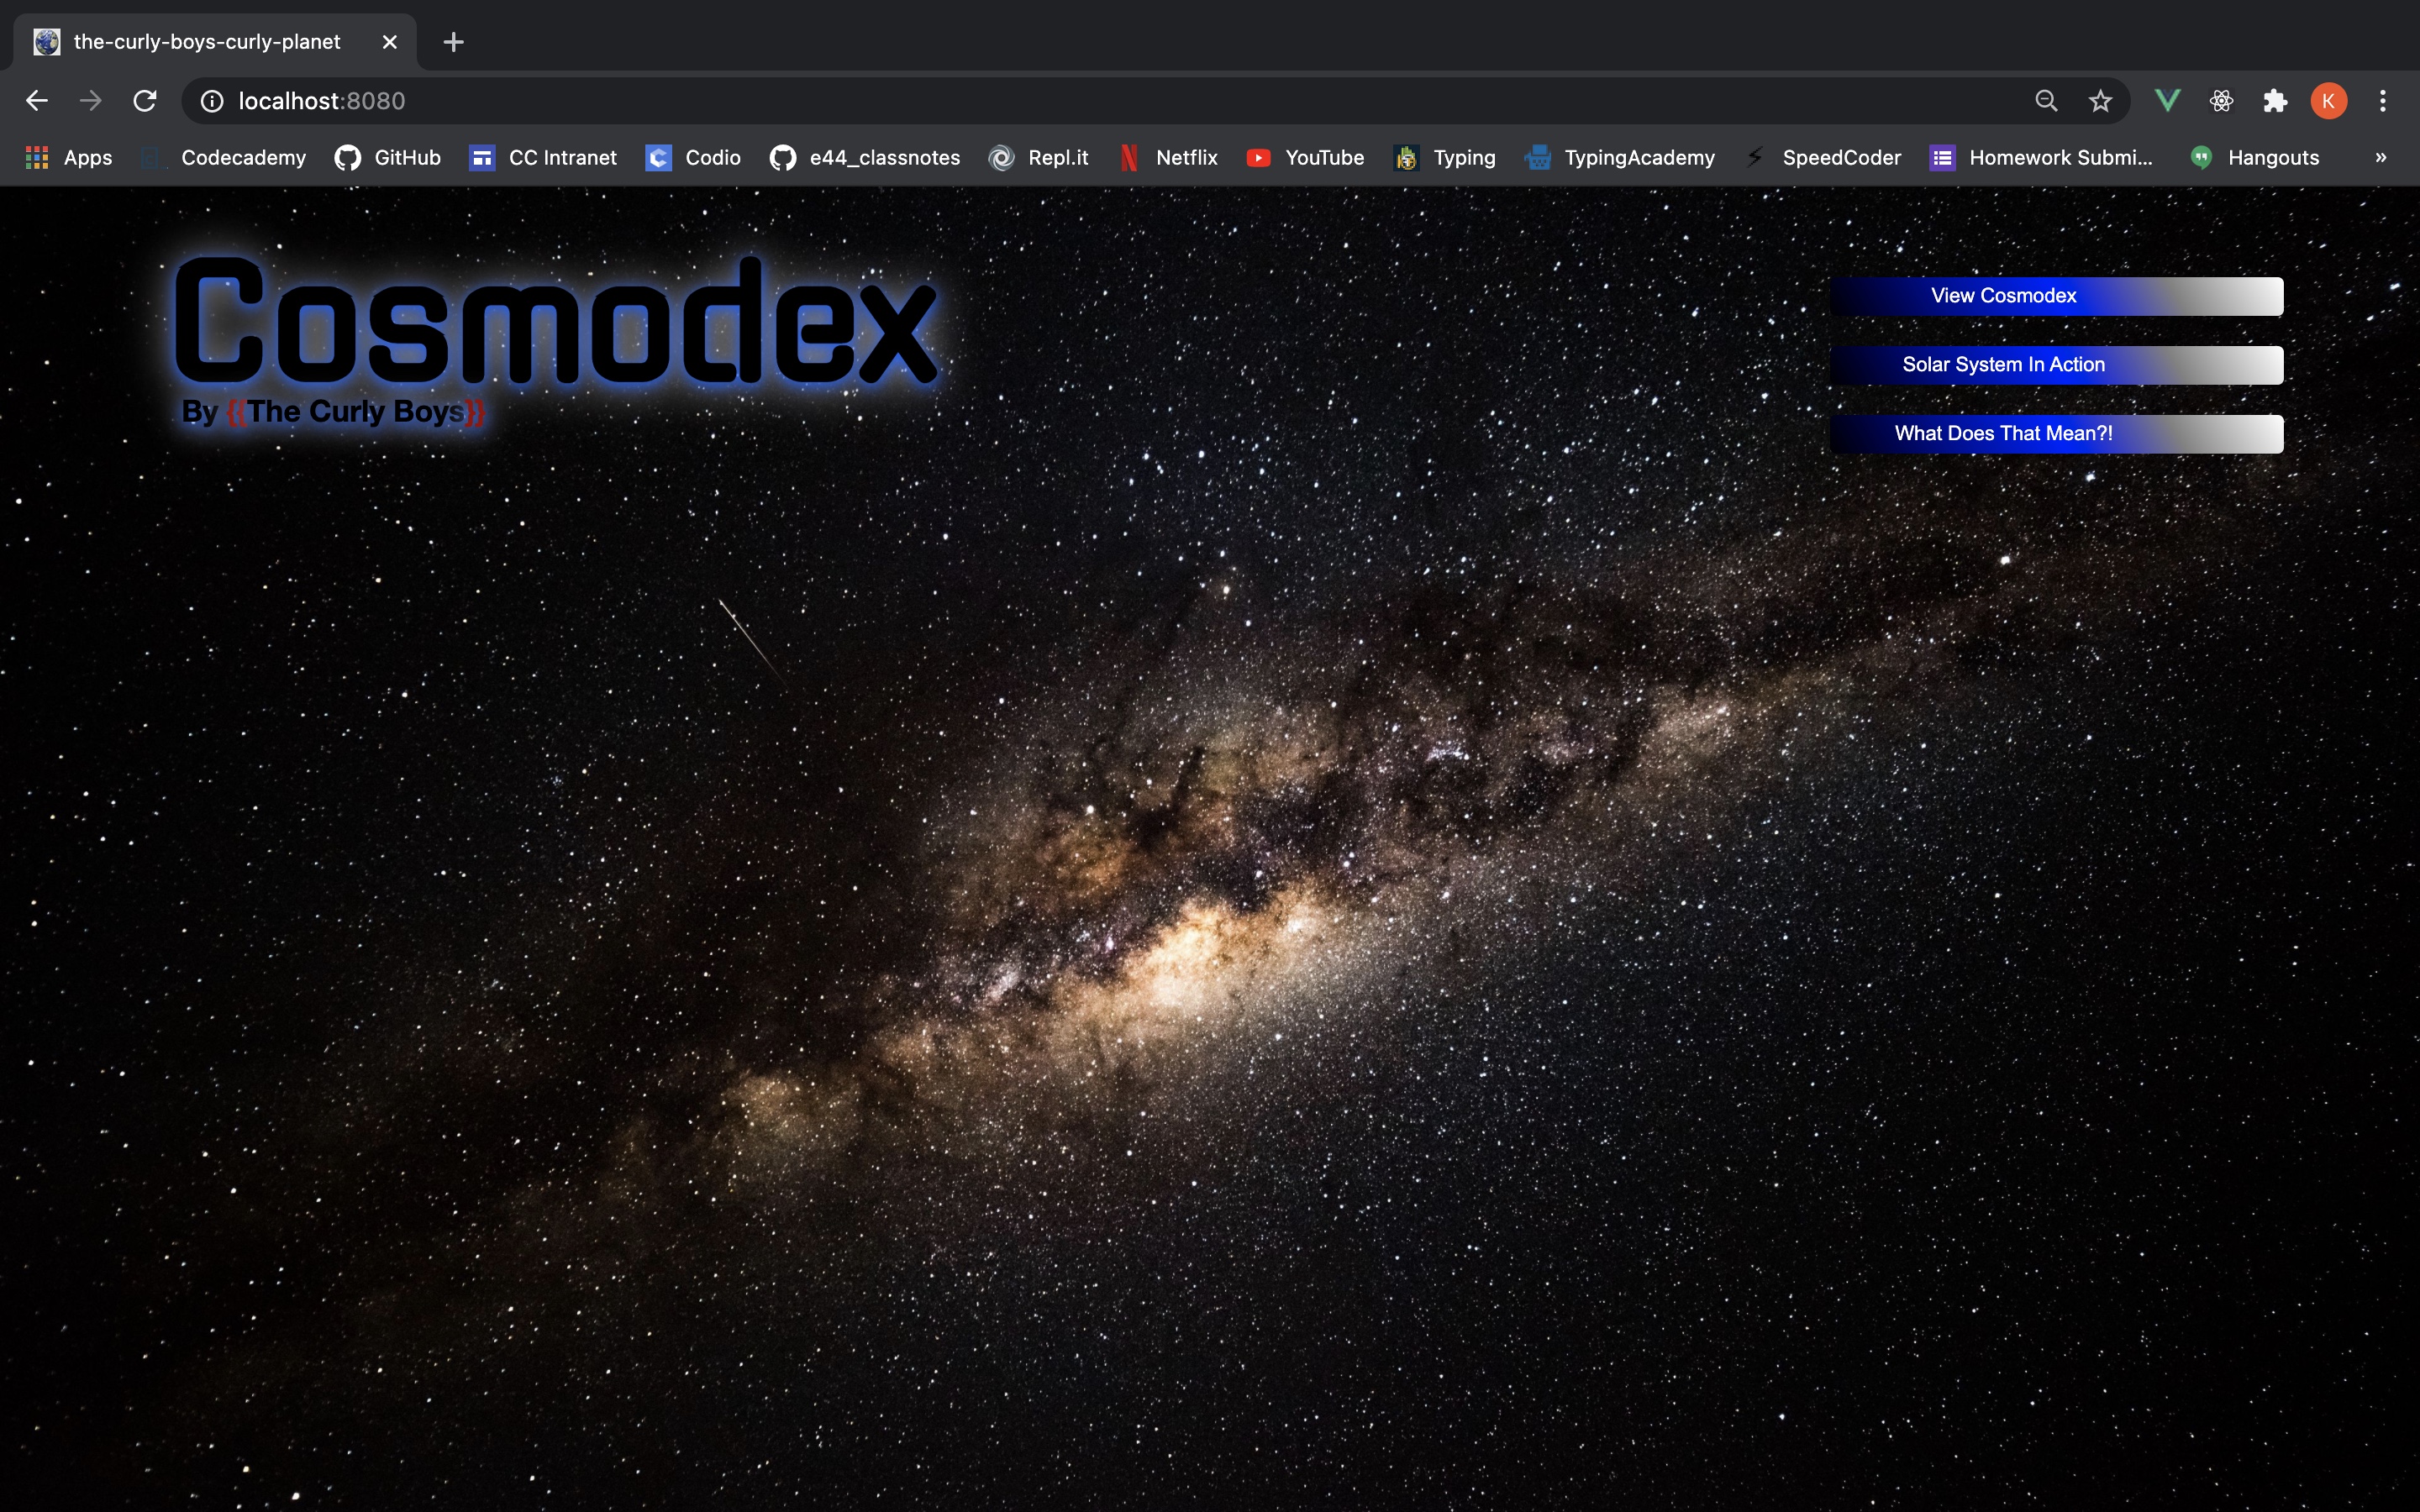 the-curly-boys-curly-planet
localhost:8080
K
Apps Codecademy GitHub CC Intranet Codio e44_classnotes Repl.it Netflix YouTube Typing TypingAcademy SpeedCoder Homework Submi... Hangouts »
Cosmodex
By {{The Curly Boys}}
View Cosmodex
Solar System In Action
What Does That Mean?!